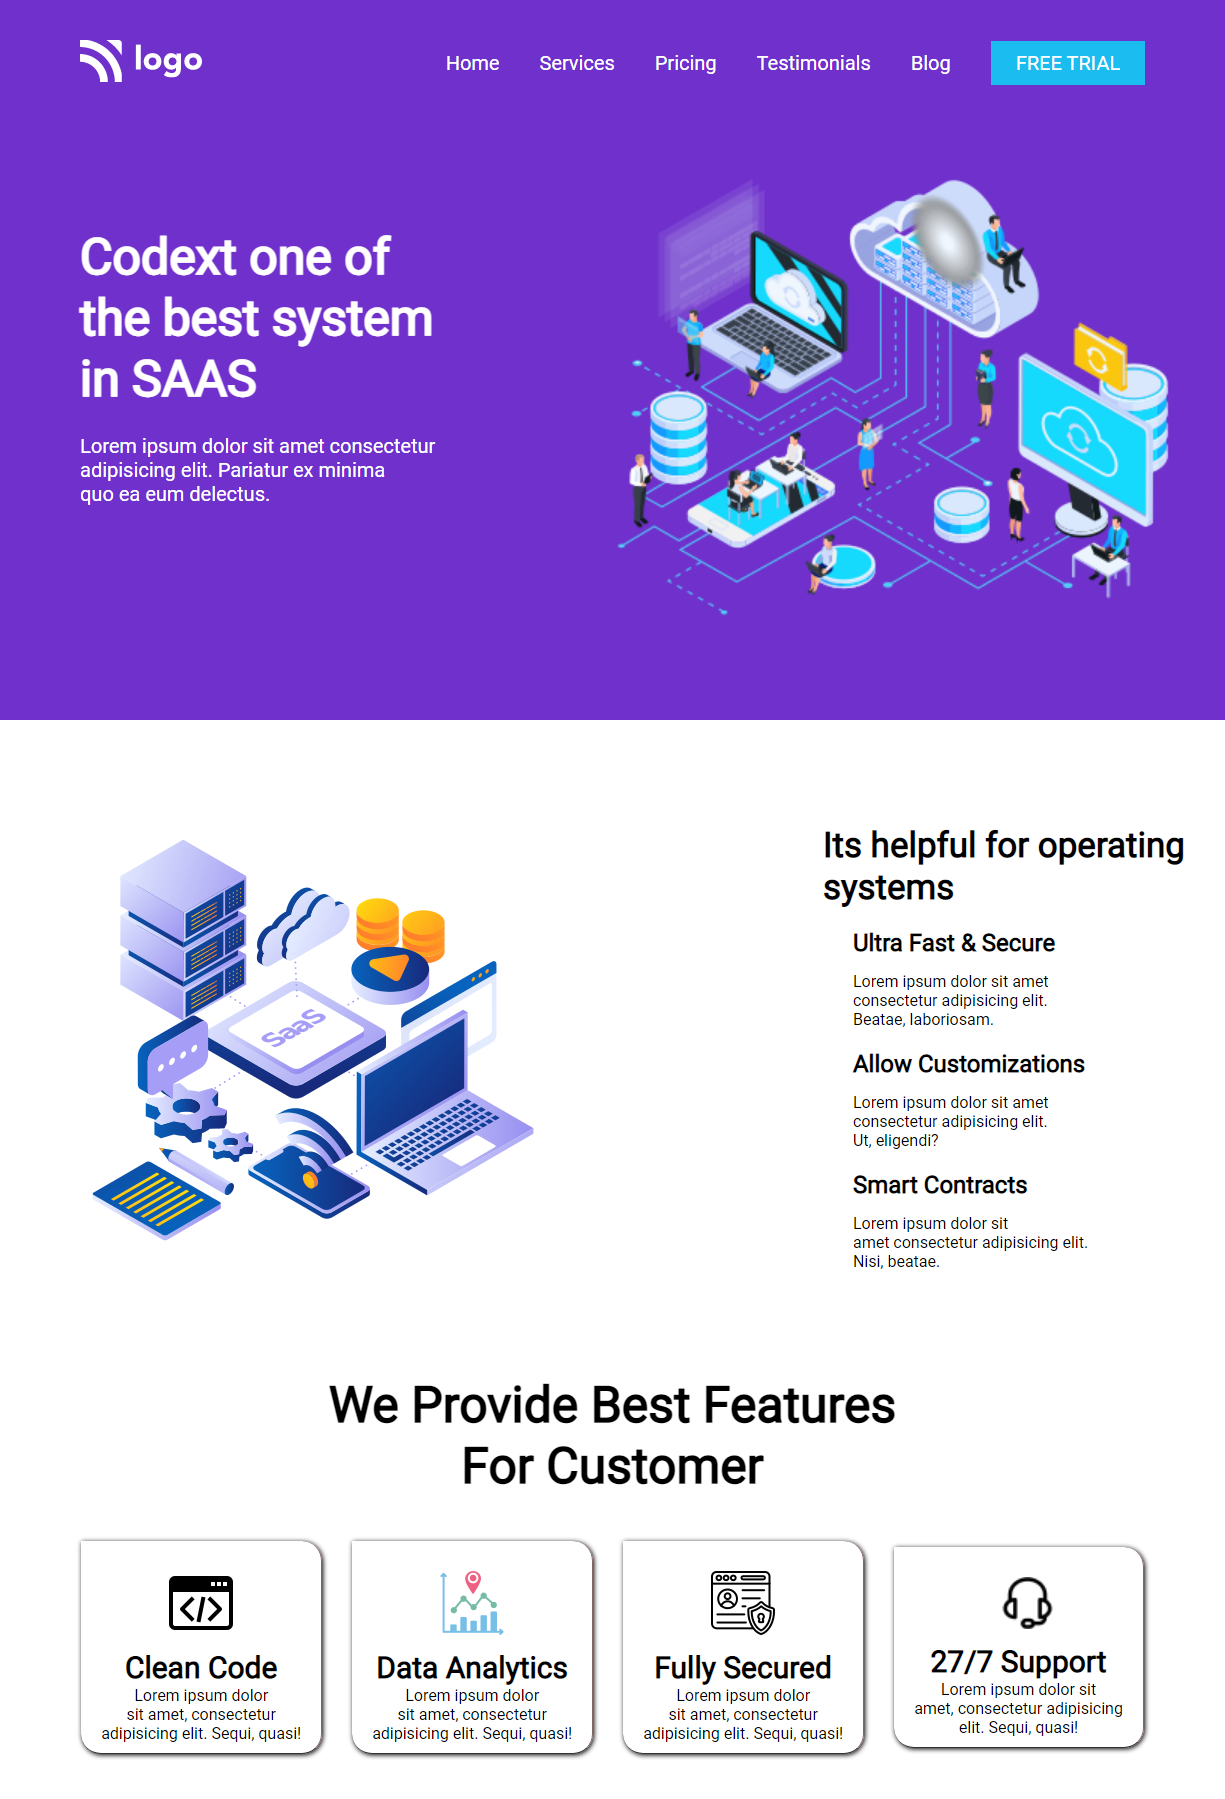 logo
Home Services Pricing Testimonials Blog FREE TRIAL
Codext one of
the best system
in SAAS
Lorem ipsum dolor sit amet consectetur
adipisicing elit. Pariatur ex minima
quo ea eum delectus.
SaaS
Its helpful for operating
systems
Ultra Fast & Secure
Lorem ipsum dolor sit amet
consectetur adipisicing elit.
Beatae, laboriosam.
Allow Customizations
Lorem ipsum dolor sit amet
consectetur adipisicing elit.
Ut, eligendi?
Smart Contracts
Lorem ipsum dolor sit
amet consectetur adipisicing elit.
Nisi, beatae.
We Provide Best Features
For Customer
Clean Code
Lorem ipsum dolor
sit amet, consectetur
adipisicing elit. Sequi, quasi!
Data Analytics
Lorem ipsum dolor
sit amet, consectetur
adipisicing elit. Sequi, quasi!
Fully Secured
Lorem ipsum dolor
sit amet, consectetur
adipisicing elit. Sequi, quasi!
27/7 Support
Lorem ipsum dolor sit
amet, consectetur adipisicing
elit. Sequi, quasi!